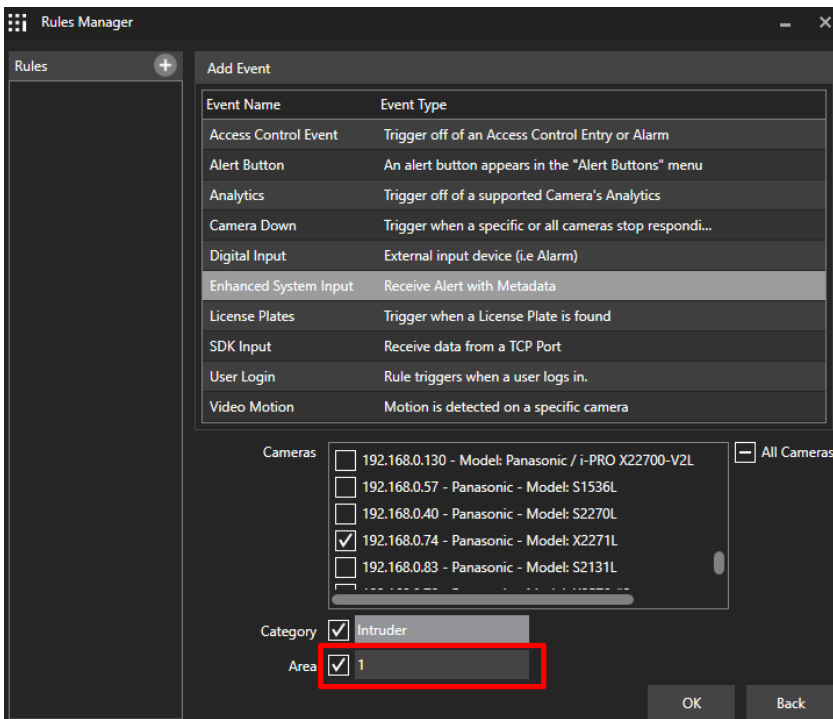 Rules Manager
Rules
Add Event
Event Name Event Type
Access Control Event Trigger off of an Access Control Entry or Alarm
Alert Button An alert button appears in the "Alert Buttons" menu
Analytics Trigger off of a supported Camera's Analytics
Camera Down Trigger when a specific or all cameras stop respondi...
Digital Input External input device (i.e Alarm)
Enhanced System Input Receive Alert with Metadata
License Plates Trigger when a License Plate is found
SDK Input Receive data from a TCP Port
User Login Rule triggers when a user logs in.
Video Motion Motion is detected on a specific camera
Cameras
192.168.0.130 - Model: Panasonic / i-PRO X22700-V2L
All Cameras
192.168.0.57 - Panasonic - Model: S1536L
192.168.0.40 - Panasonic - Model: S2270L
192.168.0.74 - Panasonic - Model: X2271L
192.168.0.83 - Panasonic - Model: S2131L
Category Intruder
Area 1
OK Back